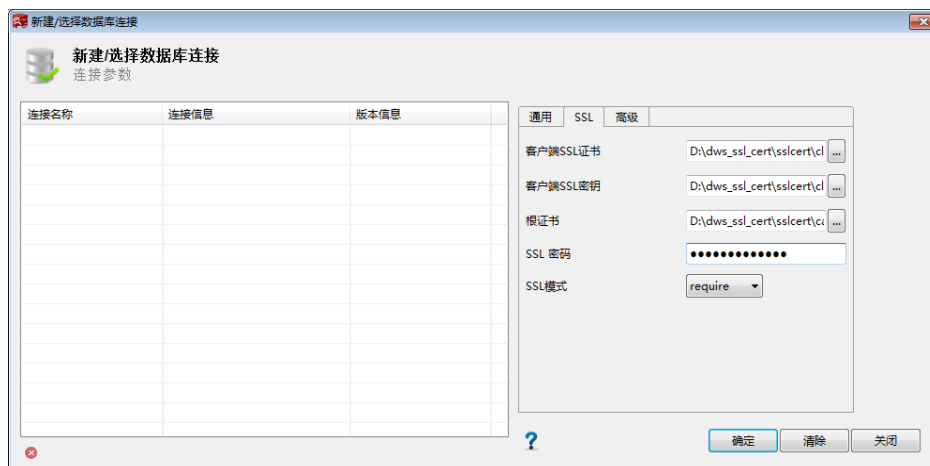 新建/选择数据库连接
新建/选择数据库连接
连接参数
连接名称 连接信息 版本信息
通用 SSL 高级
客户端SSL证书 D:\dws_ssl_cert\sslcert\cl ...
客户端SSL密钥 D:\dws_ssl_cert\sslcert\cl ...
根证书 D:\dws_ssl_cert\sslcert\ca ...
SSL 密码 ●●●●●●●●●●●●●
SSL模式 require
? 确定 清除 关闭